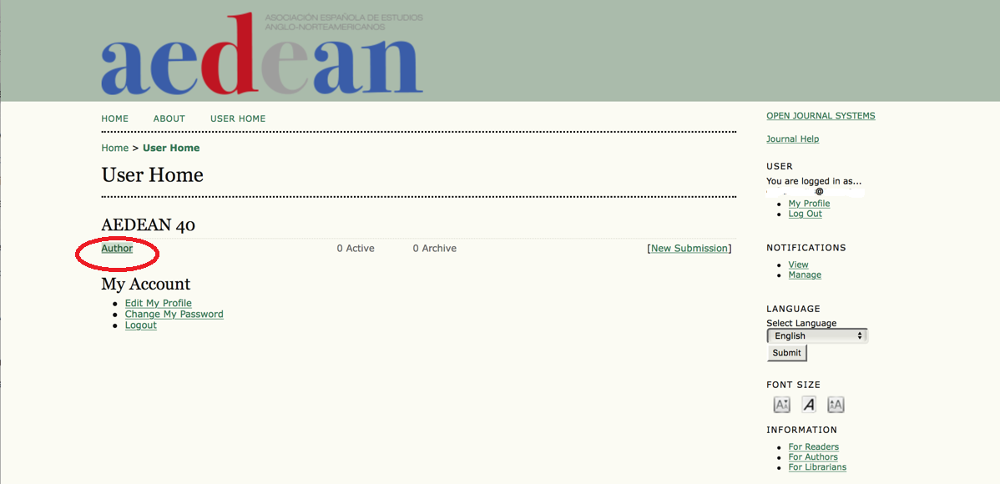 ASOCIACIÓN ESPAÑOLA DE ESTUDIOS
ANGLO-NORTEAMERICANOS
aedean
HOME ABOUT USER HOME
Home > User Home
User Home
AEDEAN 40
Author 0 Active 0 Archive [New Submission]
My Account
Edit My Profile
Change My Password
Logout
OPEN JOURNAL SYSTEMS
Journal Help
USER
You are logged in as...
@
My Profile
Log Out
NOTIFICATIONS
View
Manage
LANGUAGE
Select Language
English
Submit
FONT SIZE
A A A
INFORMATION
For Readers
For Authors
For Librarians